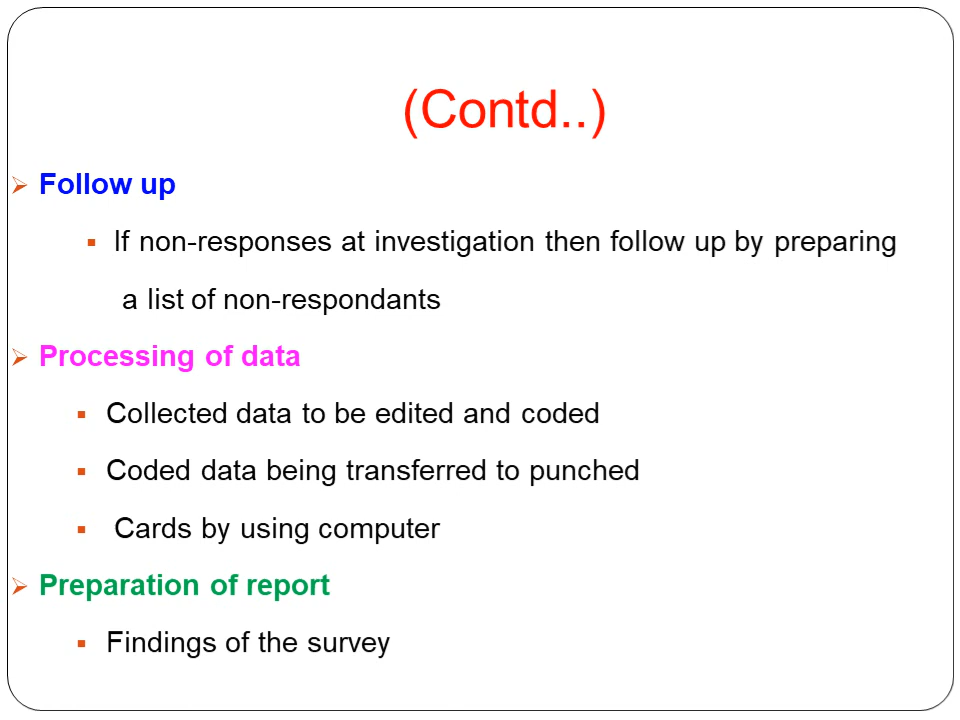 (Contd..)
Follow up
If non-responses at investigation then follow up by preparing
a list of non-respondants
Processing of data
Collected data to be edited and coded
Coded data being transferred to punched
Cards by using computer
Preparation of report
Findings of the survey